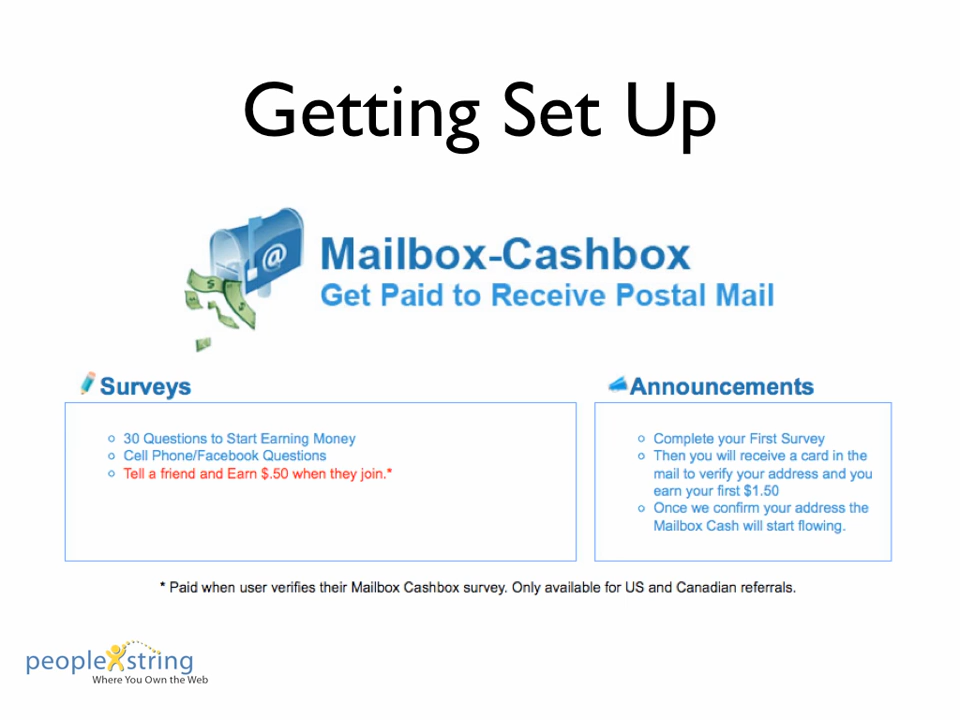 Getting Set Up
@
Mailbox-Cashbox
Get Paid to Receive Postal Mail
Surveys
30 Questions to Start Earning Money
Cell Phone/Facebook Questions
Tell a friend and Earn $.50 when they join.*
Announcements
Complete your First Survey
Then you will receive a card in the
mail to verify your address and you
earn your first $1.50
Once we confirm your address the
Mailbox Cash will start flowing.
* Paid when user verifies their Mailbox Cashbox survey. Only available for US and Canadian referrals.
people string
Where You Own the Web